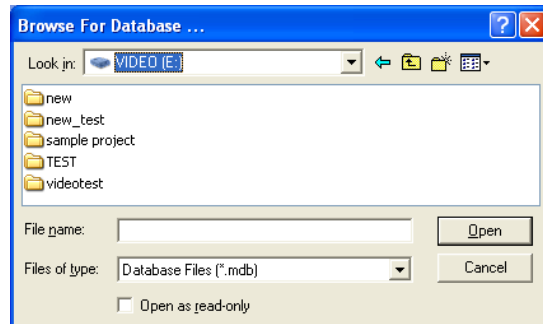 Browse For Database ...
Look in: VIDEO (E:)
new
new_test
sample project
TEST
videotest
File name: Open
Files of type: Database Files (*.mdb) Cancel
Open as read-only